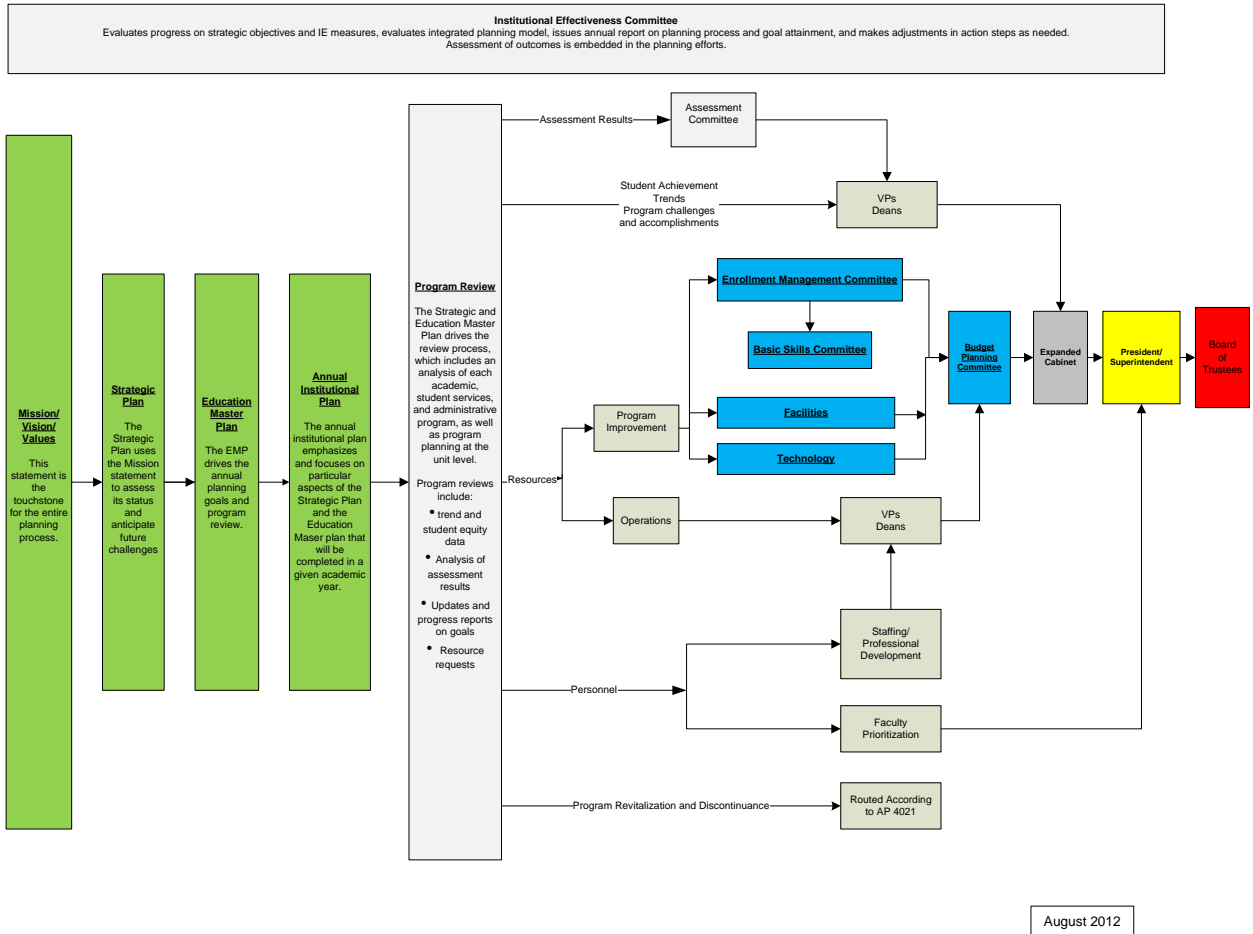 Institutional Effectiveness Committee
Evaluates progress on strategic objectives and IE measures, evaluates integrated planning model, issues annual report on planning process and goal attainment, and makes adjustments in action steps as needed.
Assessment of outcomes is embedded in the planning efforts.
Mission/
Vision/
Values
This
statement is
the
touchstone
for the entire
planning
process.
Strategic
Plan
The
Strategic
Plan uses
the Mission
statement
to assess
its status
and
anticipate
future
challenges
Education
Master
Plan
The EMP
drives the
annual
planning
goals and
program
review.
Annual
Institutional
Plan
The annual
institutional plan
emphasizes
and focuses on
particular
aspects of the
Strategic Plan
and the
Education
Maser plan that
will be
completed in a
given academic
year.
Program Review
The Strategic and
Education Master
Plan drives the
review process,
which includes an
analysis of each
academic,
student services,
and administrative
program, as well
as program
planning at the
unit level.
Program reviews
include:
• trend and
student equity
data
• Analysis of
assessment
results
• Updates and
progress reports
on goals
• Resource
requests
Assessment Results
Assessment
Committee
Student Achievement
Trends
Program challenges
and accomplishments
VPs
Deans
Resources
Program
Improvement
Enrollment Management Committee
Basic Skills Committee
Facilities
Technology
Operations
VPs
Deans
Budget
Planning
Committee
Expanded
Cabinet
President/
Superintendent
Board
of
Trustees
Personnel
Staffing/
Professional
Development
Faculty
Prioritization
Program Revitalization and Discontinuance
Routed According
to AP 4021
August 2012